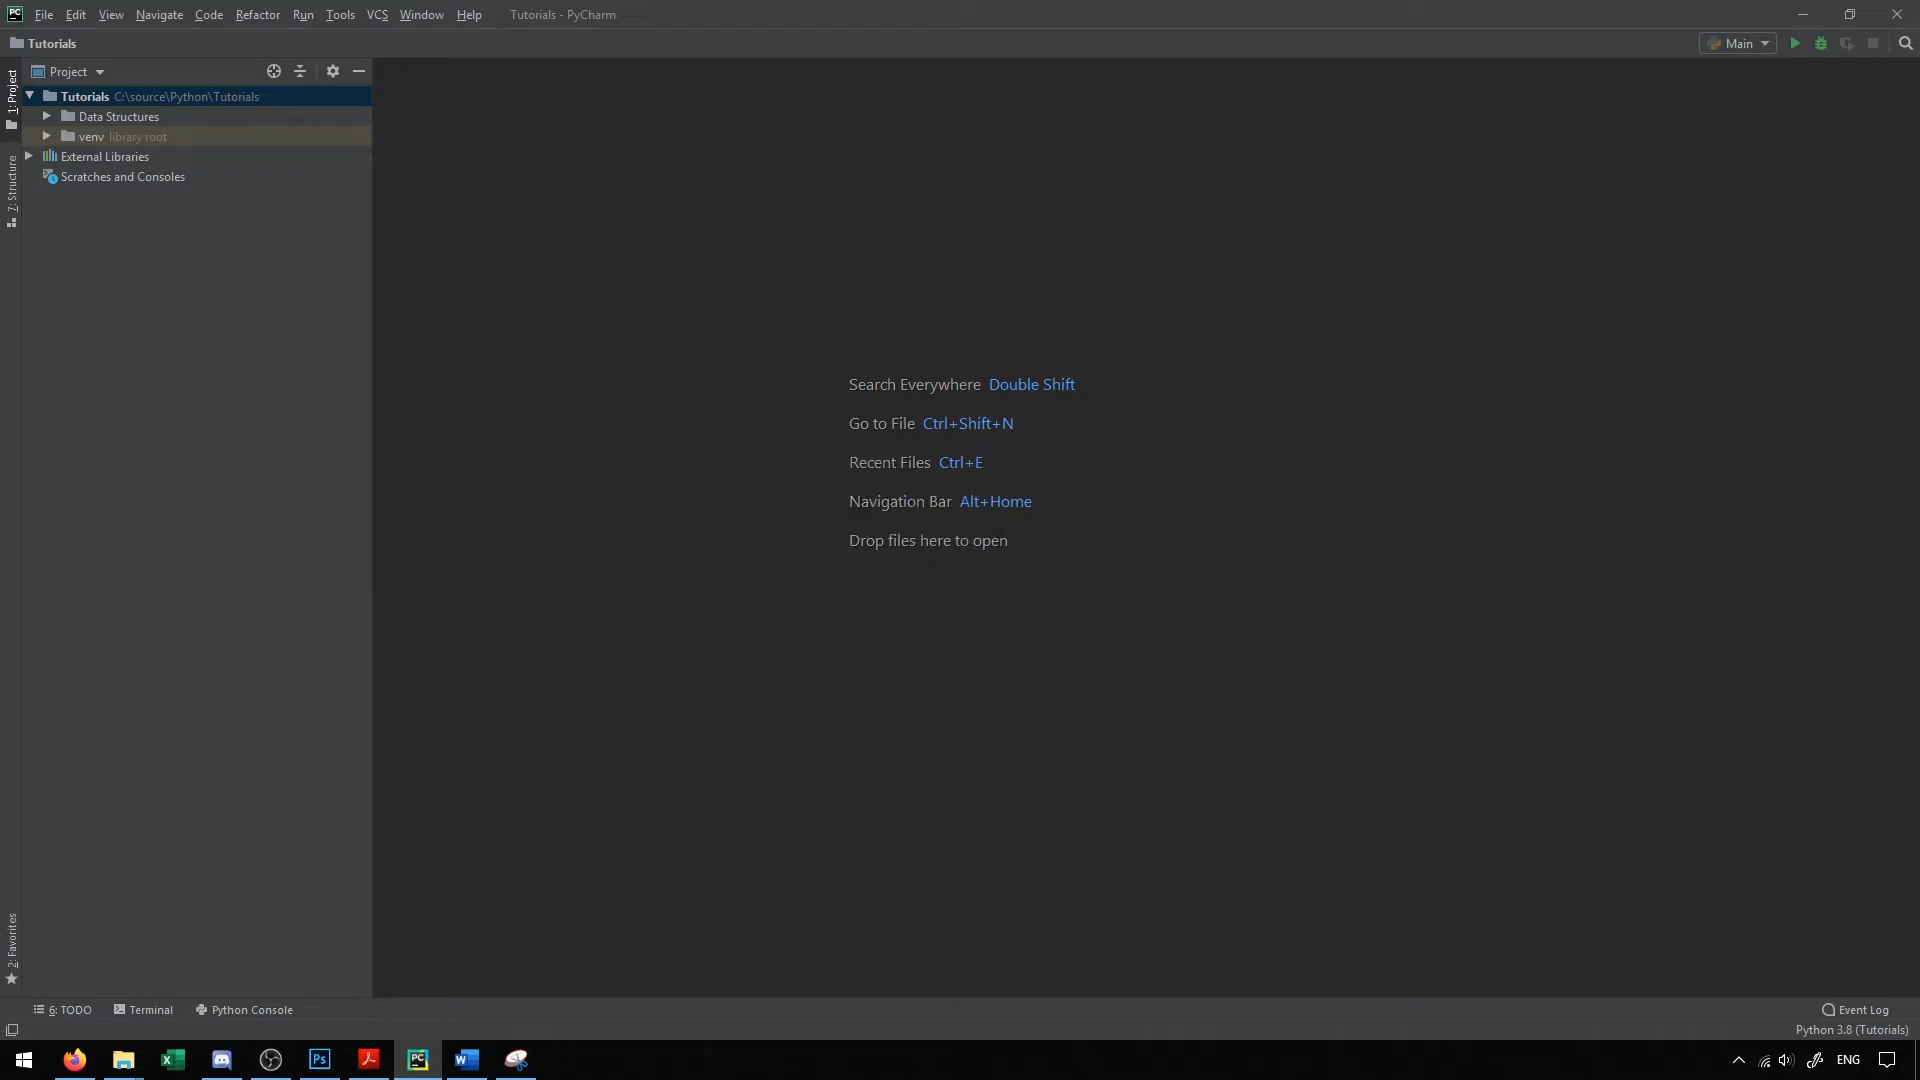 PC File Edit View Navigate Code Refactor Run Tools VCS Window Help Tutorials - PyCharm
Tutorials Main
Project
1: Project
Tutorials C:\source\Python\Tutorials
Data Structures
venv library root
External Libraries
Scratches and Consoles
7: Structure
Search Everywhere Double Shift
Go to File Ctrl+Shift+N
Recent Files Ctrl+E
Navigation Bar Alt+Home
Drop files here to open
2: Favorites
6: TODO Terminal Python Console Event Log
Python 3.8 (Tutorials)
X Ps PC W ENG